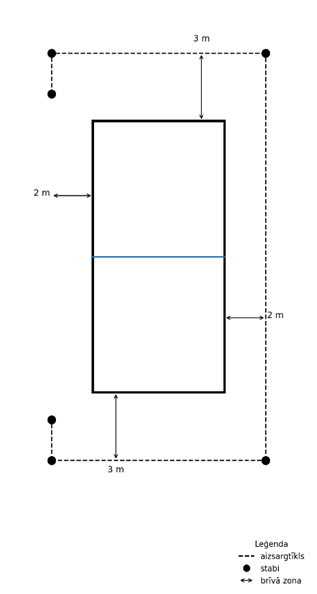 3 m
2 m
2 m
3 m
Leģenda
aizsargtīkls
stabi
brīvā zona